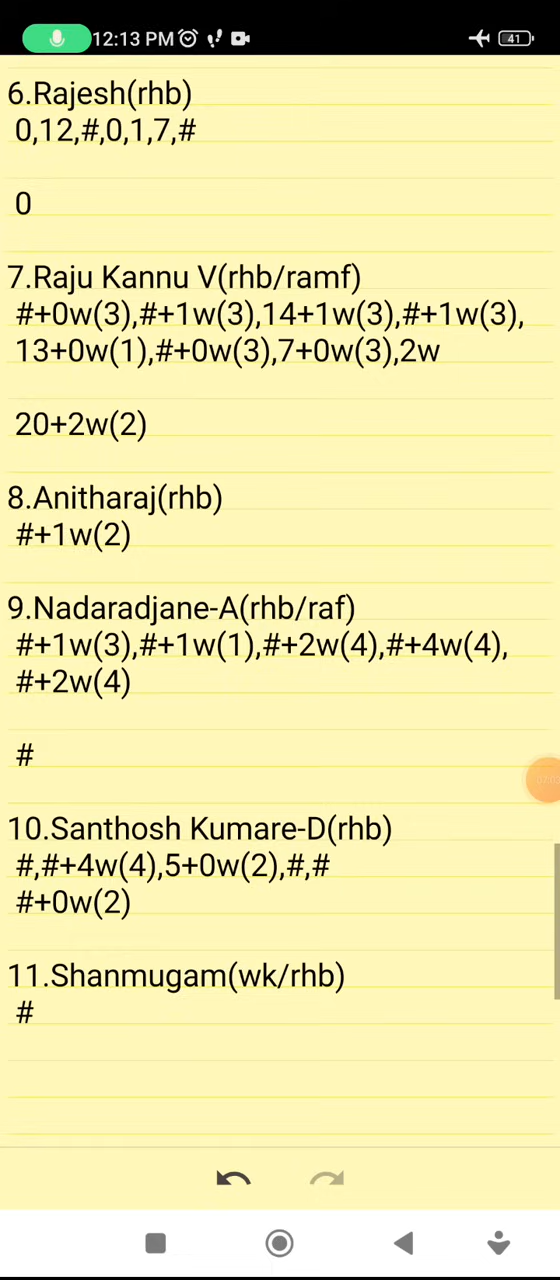 12:13 PM
41
6.Rajesh(rhb)
0,12,#,0,1,7,#
0
7.Raju Kannu V(rhb/ramf)
#+0w(3),#+1w(3),14+1w(3),#+1w(3),
13+0w(1),#+0w(3),7+0w(3),2w
20+2w(2)
8.Anitharaj(rhb)
#+1w(2)
9.Nadaradjane-A(rhb/raf)
#+1w(3),#+1w(1),#+2w(4),#+4w(4),
#+2w(4)
#
10.Santhosh Kumare-D(rhb)
#,#+4w(4),5+0w(2),#,#
#+0w(2)
11.Shanmugam(wk/rhb)
#